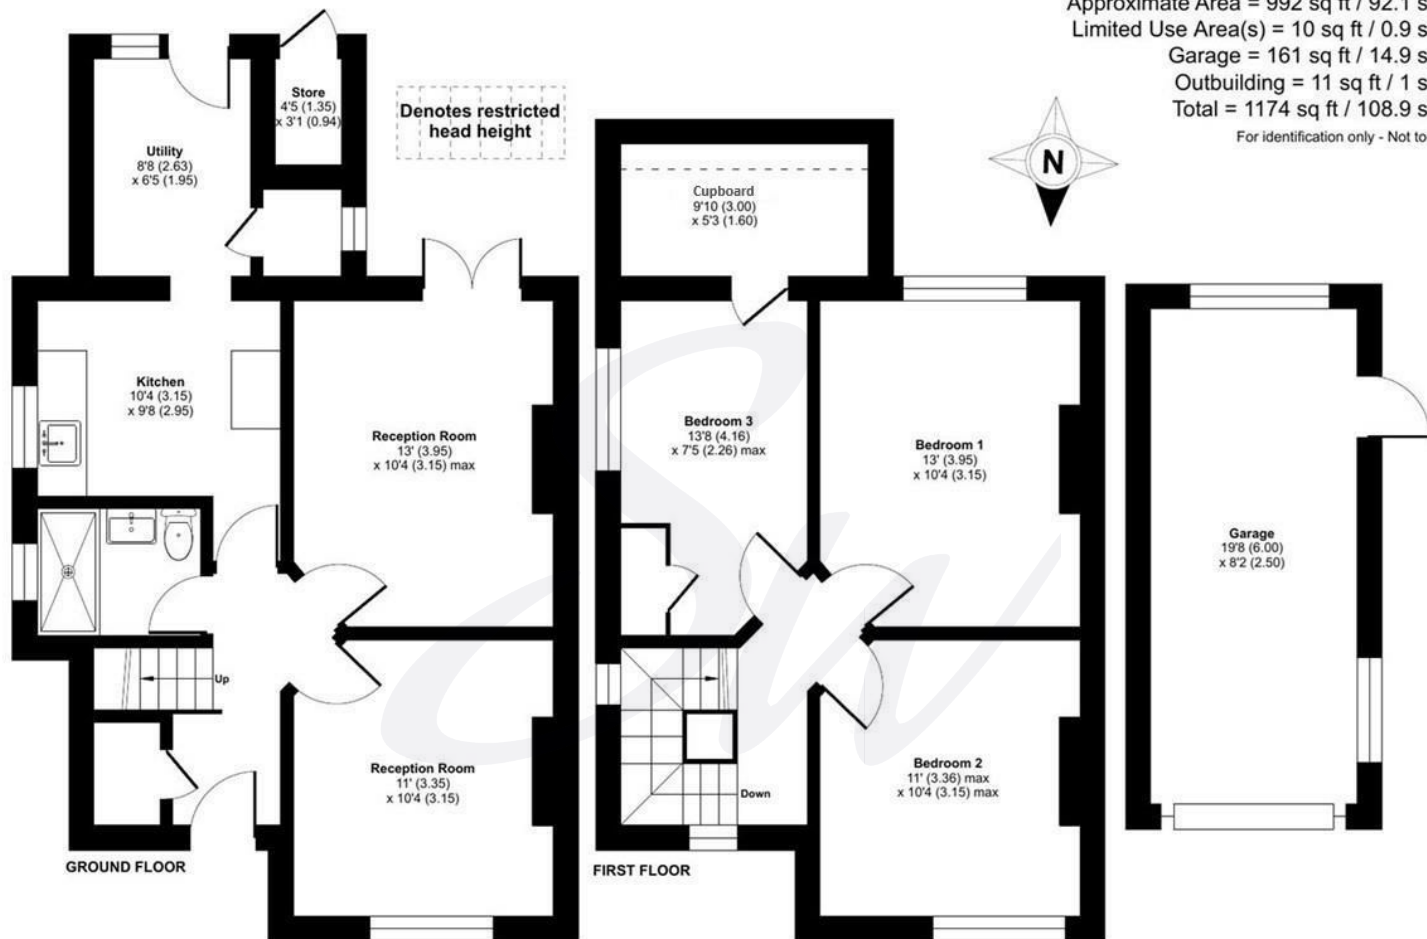 Approximate Area = 992 sq ft / 92.1 s
Limited Use Area(s) = 10 sq ft / 0.9 s
Garage = 161 sq ft / 14.9 s
Outbuilding = 11 sq ft / 1 s
Total = 1174 sq ft / 108.9 s
For identification only - Not to
Store
4'5 (1.35)
x 3'1 (0.94)
Denotes restricted
head height
N
Utility
8'8 (2.63)
x 6'5 (1.95)
Cupboard
9'10 (3.00)
x 5'3 (1.60)
Kitchen
10'4 (3.15)
x 9'8 (2.95)
Reception Room
13' (3.95)
x 10'4 (3.15) max
Bedroom 3
13'8 (4.16)
x 7'5 (2.26) max
Bedroom 1
13' (3.95)
x 10'4 (3.15)
Garage
19'8 (6.00)
x 8'2 (2.50)
Up
Reception Room
11' (3.35)
x 10'4 (3.15)
Down
Bedroom 2
11' (3.36) max
x 10'4 (3.15) max
GROUND FLOOR
FIRST FLOOR
Sw